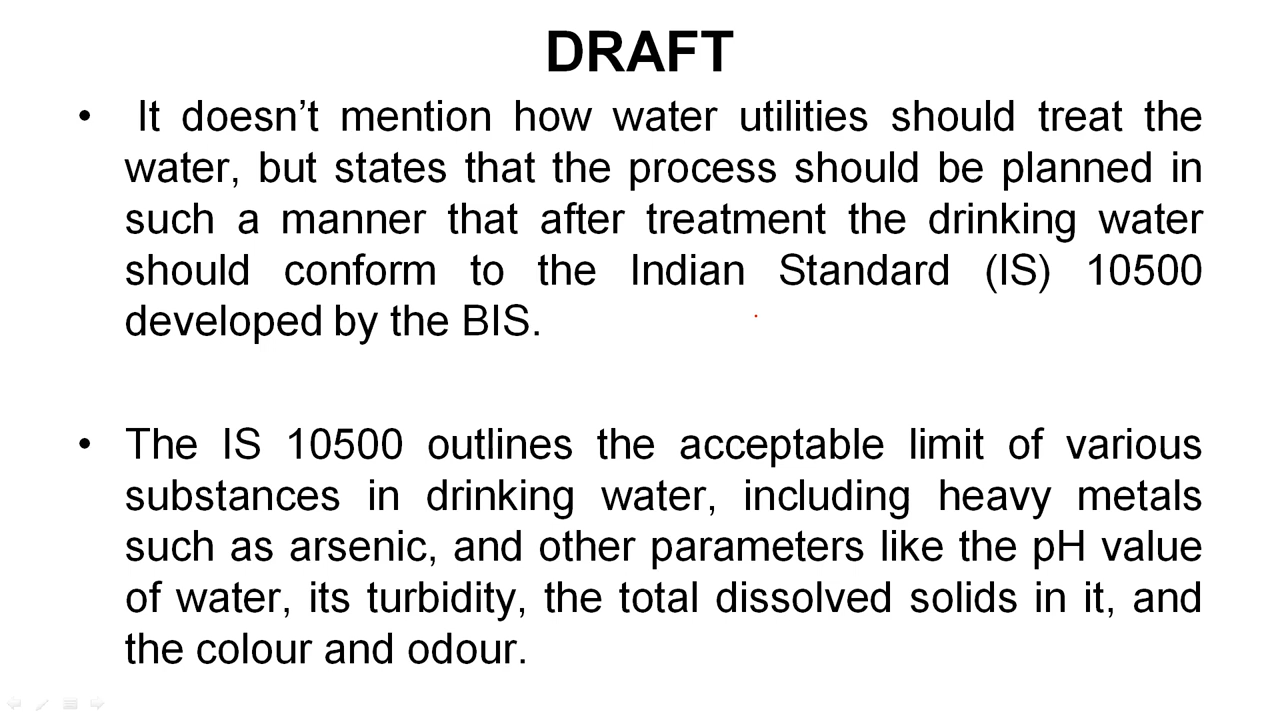 DRAFT
• It doesn’t mention how water utilities should treat the
water, but states that the process should be planned in
such a manner that after treatment the drinking water
should conform to the Indian Standard (IS) 10500
developed by the BIS.
• The IS 10500 outlines the acceptable limit of various
substances in drinking water, including heavy metals
such as arsenic, and other parameters like the pH value
of water, its turbidity, the total dissolved solids in it, and
the colour and odour.